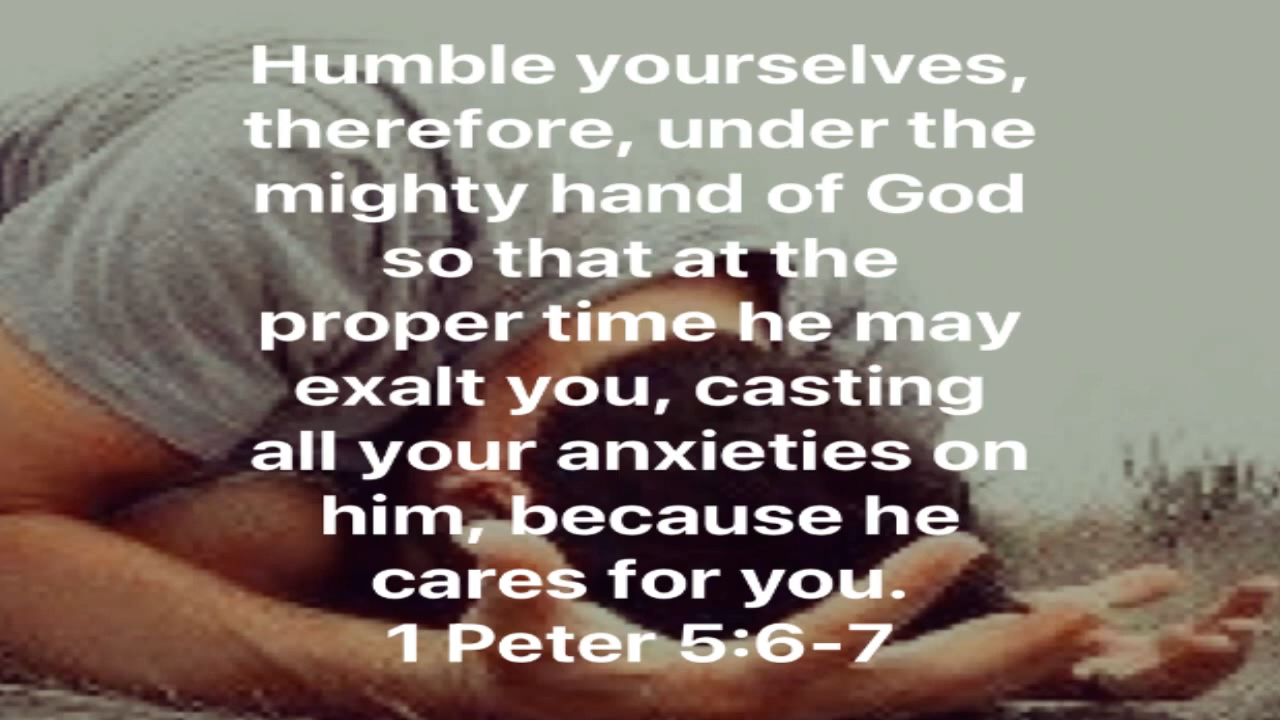 Humble yourselves,
therefore, under the
mighty hand of God
so that at the
proper time he may
exalt you, casting
all your anxieties on
him, because he
cares for you.
1 Peter 5:6-7